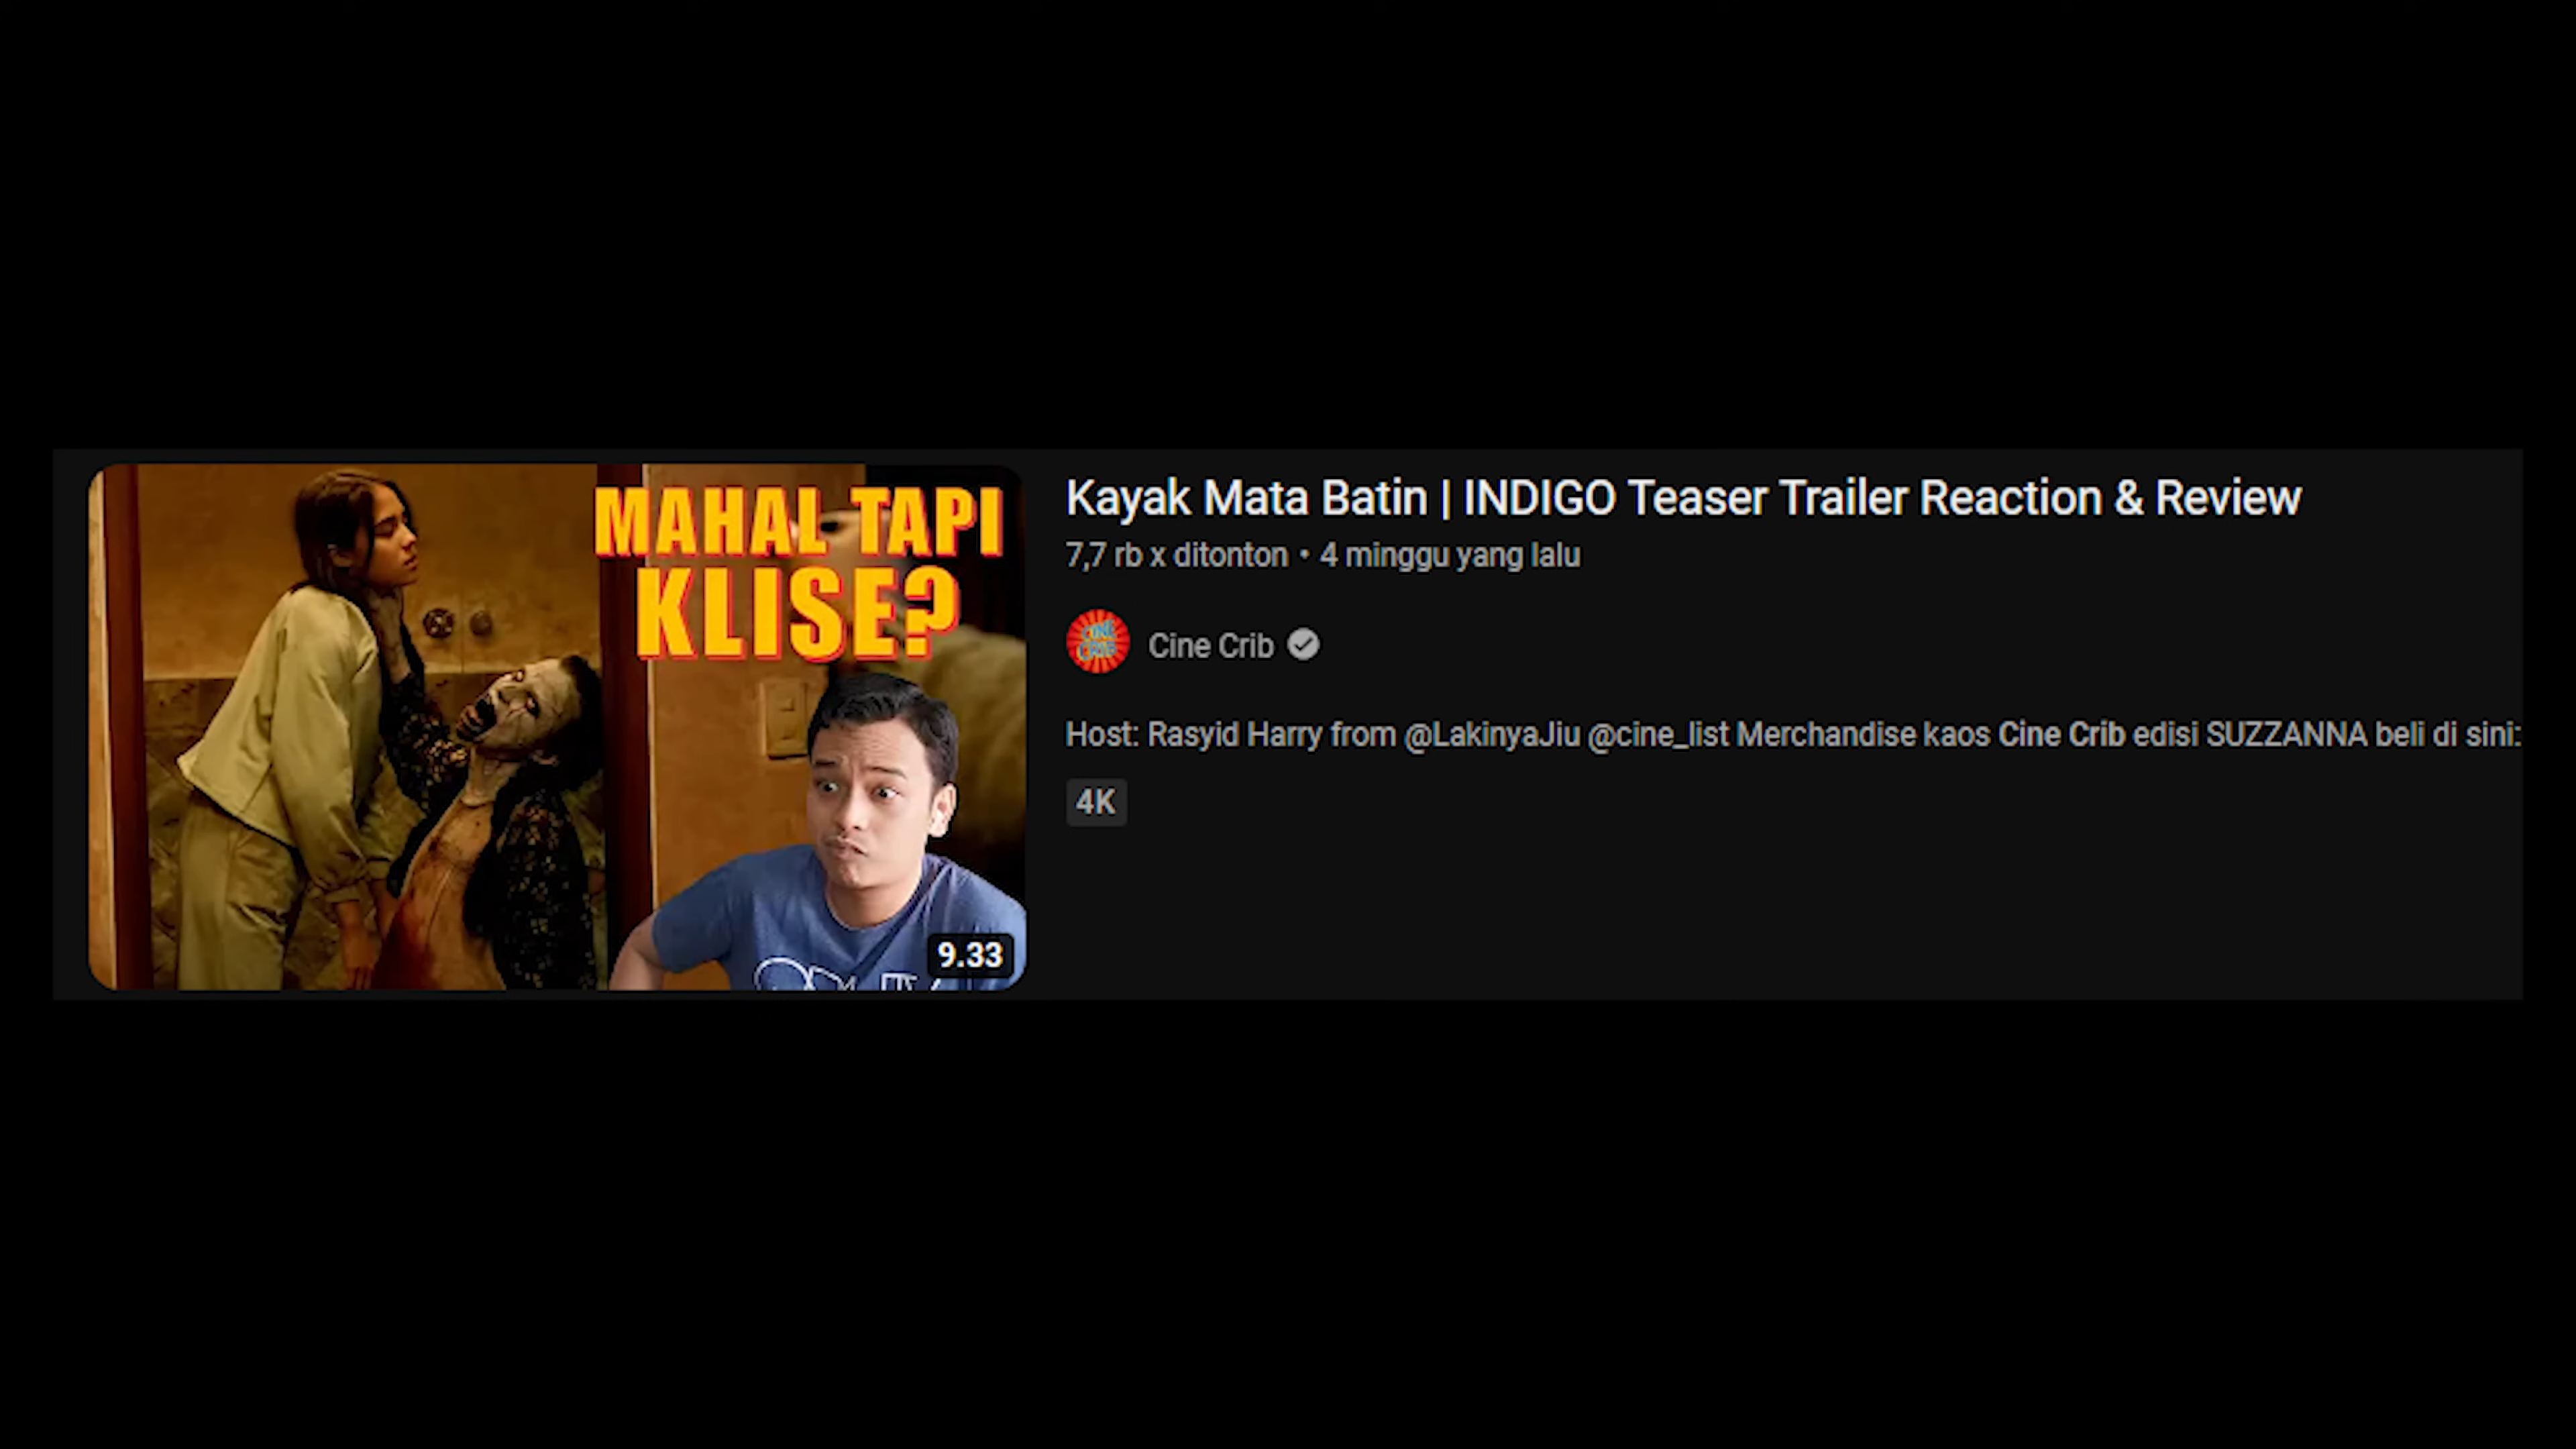 MAHAL TAPI
KLISE?
9.33
Kayak Mata Batin | INDIGO Teaser Trailer Reaction & Review
7,7 rb x ditonton • 4 minggu yang lalu
CINE
CRIB
Cine Crib
Host: Rasyid Harry from @LakinyaJiu @cine_list Merchandise kaos Cine Crib edisi SUZZANNA beli di sini:
4K